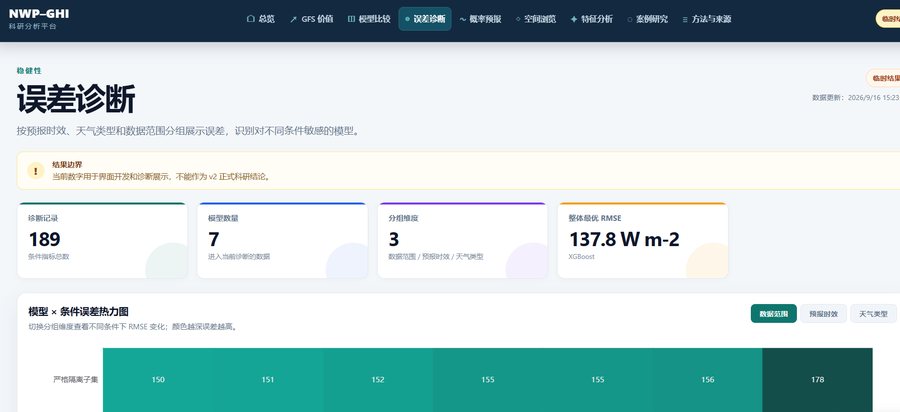 NWP–GHI
科研分析平台
总览 GFS 价值 模型比较 误差诊断 概率预报 空间浏览 特征分析 案例研究 方法与来源
临时结
稳健性
误差诊断
临时结果
数据更新：2026/9/16 15:23
按预报时效、天气类型和数据范围分组展示误差，识别对不同条件敏感的模型。
!
结果边界
当前数字用于界面开发和诊断展示，不能作为 v2 正式科研结论。
诊断记录
189
条件指标总数
模型数量
7
进入当前诊断的数据
分组维度
3
数据范围 / 预报时效 / 天气类型
整体最优 RMSE
137.8 W m-2
XGBoost
模型 × 条件误差热力图
切换分组维度查看不同条件下 RMSE 变化；颜色越深误差越高。
数据范围 预报时效 天气类型
严格隔离子集 150 151 152 155 155 156 178